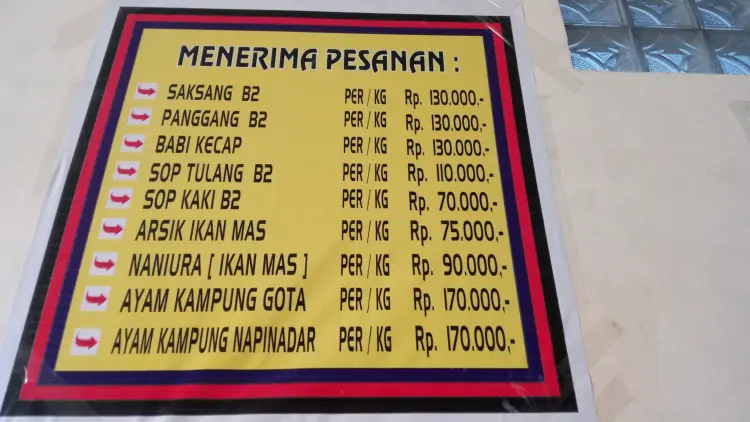 MENERIMA PESANAN :
SAKSANG B2 PER / KG Rp. 130.000,-
PANGGANG B2 PER / KG Rp. 130.000,-
BABI KECAP PER / KG Rp. 130.000,-
SOP TULANG B2 PER / KG Rp. 110.000,-
SOP KAKI B2 PER / KG Rp. 70.000,-
ARSIK IKAN MAS PER / KG Rp. 75.000,-
NANIURA [ IKAN MAS ] PER / KG Rp. 90.000,-
AYAM KAMPUNG GOTA PER / KG Rp. 170.000,-
AYAM KAMPUNG NAPINADAR PER / KG Rp. 170.000,-